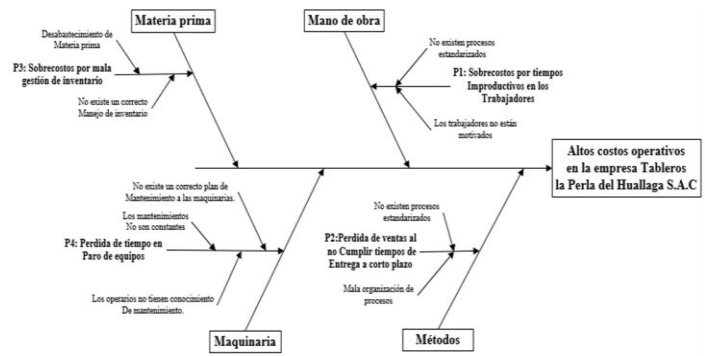 Materia prima
Mano de obra
Desabastecimiento de
Materia prima
P3: Sobrecostos por mala
gestión de inventario
No existe un correcto
Manejo de inventario
No existen procesos
estandarizados
P1: Sobrecostos por tiempos
Improductivos en los
Trabajadores
Los trabajadores no están
motivados
Altos costos operativos
en la empresa Tableros
la Perla del Huallaga S.A.C
No existe un correcto plan de
Mantenimiento a las maquinarias.
Los mantenimientos
No son constantes
P4: Perdida de tiempo en
Paro de equipos
Los operarios no tienen conocimiento
De mantenimiento.
No existen procesos
estandarizados
P2:Perdida de ventas al
no Cumplir tiempos de
Entrega a corto plazo
Mala organización de
procesos
Maquinaria
Métodos